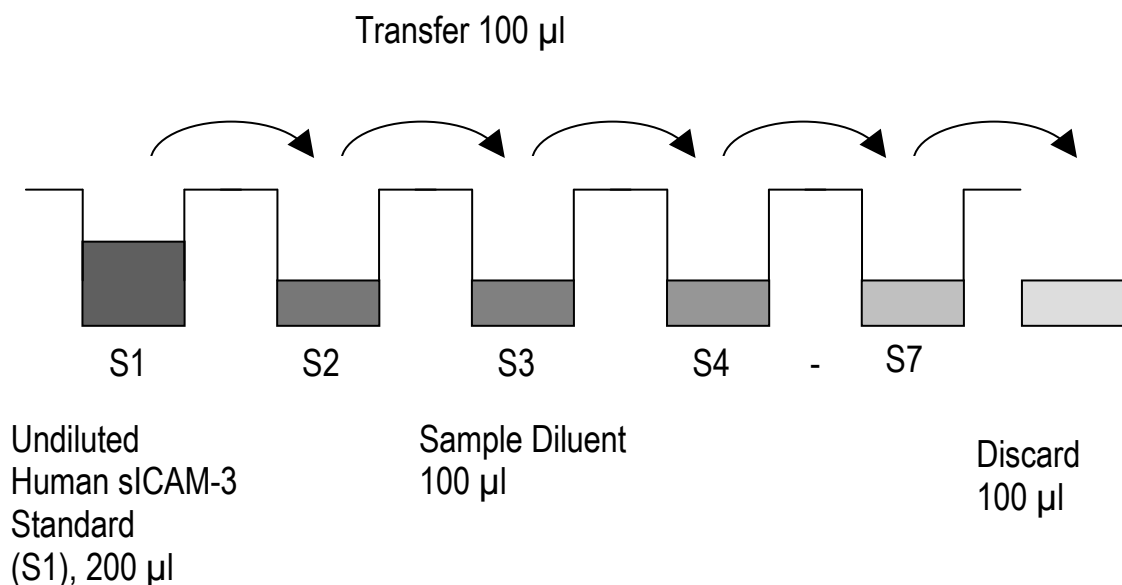 Transfer 100 µl
S1 S2 S3 S4 - S7
Undiluted
Human sICAM-3
Standard
(S1), 200 µl
Sample Diluent
100 µl
Discard
100 µl